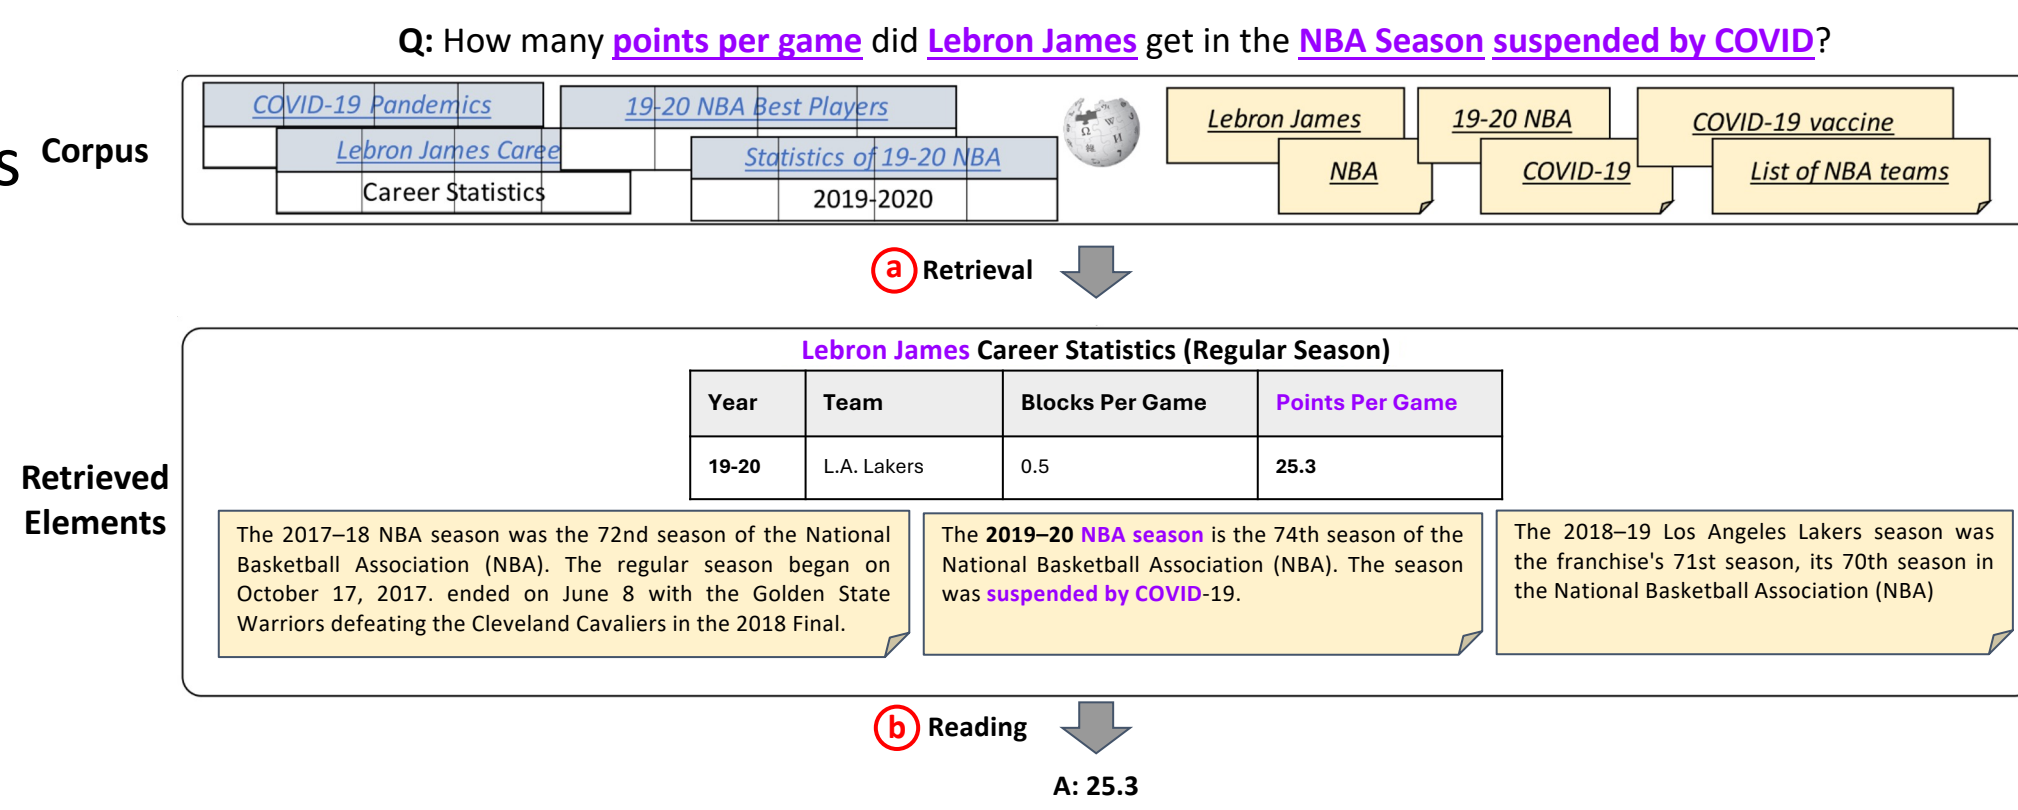 Q: How many points per game did Lebron James get in the NBA Season suspended by COVID?
s
Corpus
COVID-19 Pandemics
19-20 NBA Best Players
Lebron James Caree
Career Statistics
Statistics of 19-20 NBA
2019-2020
Lebron James
19-20 NBA
COVID-19 vaccine
NBA
COVID-19
List of NBA teams
a Retrieval
Retrieved
Elements
Lebron James Career Statistics (Regular Season)
Year Team Blocks Per Game Points Per Game
19-20 L.A. Lakers 0.5 25.3
The 2017–18 NBA season was the 72nd season of the National
Basketball Association (NBA). The regular season began on
October 17, 2017. ended on June 8 with the Golden State
Warriors defeating the Cleveland Cavaliers in the 2018 Final.
The 2019–20 NBA season is the 74th season of the
National Basketball Association (NBA). The season
was suspended by COVID-19.
The 2018–19 Los Angeles Lakers season was
the franchise's 71st season, its 70th season in
the National Basketball Association (NBA)
b Reading
A: 25.3